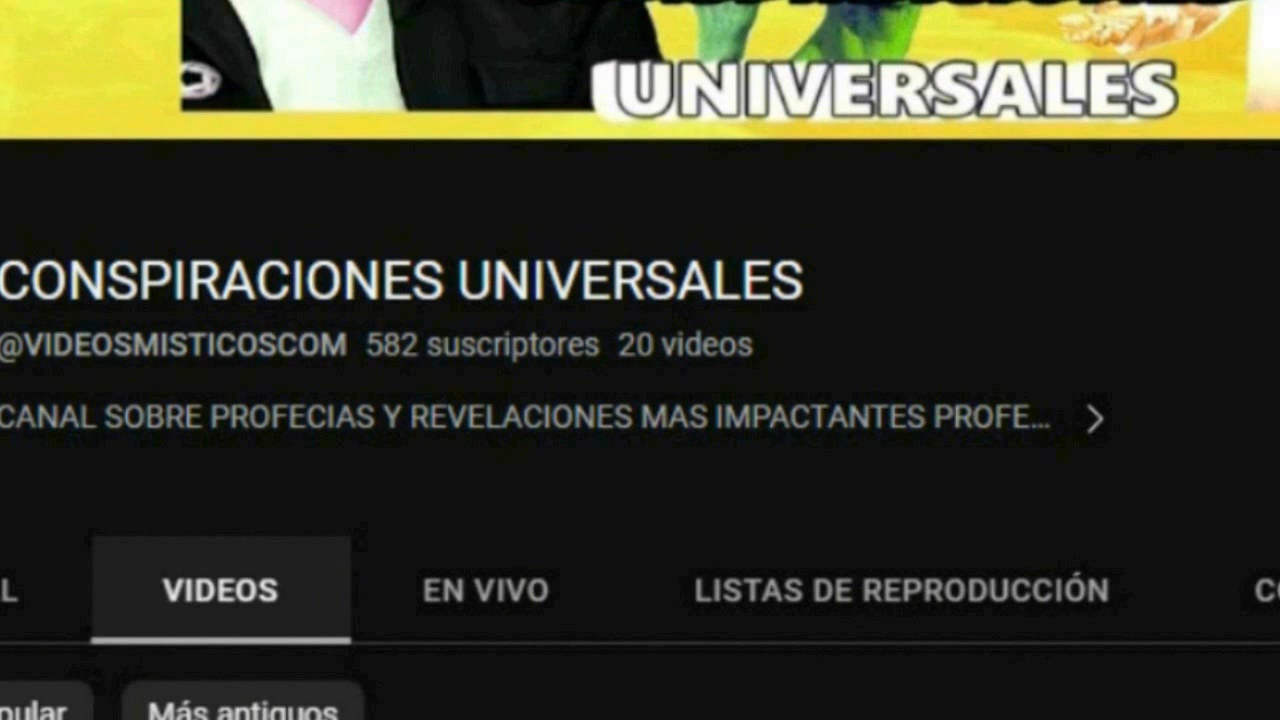 UNIVERSALES
CONSPIRACIONES UNIVERSALES
@VIDEOSMISTICOSCOM 582 suscriptores 20 videos
CANAL SOBRE PROFECIAS Y REVELACIONES MAS IMPACTANTES PROFE...
VIDEOS EN VIVO LISTAS DE REPRODUCCIÓN
Más antiguos